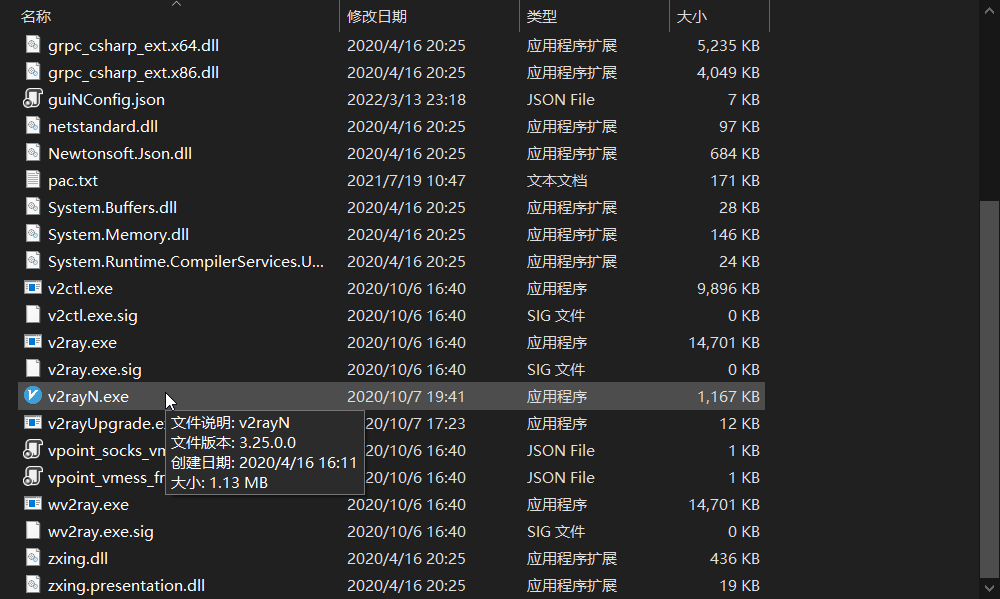 名称 修改日期 类型 大小
grpc_csharp_ext.x64.dll 2020/4/16 20:25 应用程序扩展 5,235 KB
grpc_csharp_ext.x86.dll 2020/4/16 20:25 应用程序扩展 4,049 KB
guiNConfig.json 2022/3/13 23:18 JSON File 7 KB
netstandard.dll 2020/4/16 20:25 应用程序扩展 97 KB
Newtonsoft.Json.dll 2020/4/16 20:25 应用程序扩展 684 KB
pac.txt 2021/7/19 10:47 文本文档 171 KB
System.Buffers.dll 2020/4/16 20:25 应用程序扩展 28 KB
System.Memory.dll 2020/4/16 20:25 应用程序扩展 146 KB
System.Runtime.CompilerServices.U... 2020/4/16 20:25 应用程序扩展 24 KB
v2ctl.exe 2020/10/6 16:40 应用程序 9,896 KB
v2ctl.exe.sig 2020/10/6 16:40 SIG 文件 0 KB
v2ray.exe 2020/10/6 16:40 应用程序 14,701 KB
v2ray.exe.sig 2020/10/6 16:40 SIG 文件 0 KB
v2rayN.exe 2020/10/7 19:41 应用程序 1,167 KB
v2rayUpgrade.e 20/10/7 17:23 应用程序 12 KB
vpoint_socks_vm 20/10/6 16:40 JSON File 1 KB
vpoint_vmess_fr 20/10/6 16:40 JSON File 1 KB
文件说明: v2rayN
文件版本: 3.25.0.0
创建日期: 2020/4/16 16:11
大小: 1.13 MB
wv2ray.exe 2020/10/6 16:40 应用程序 14,701 KB
wv2ray.exe.sig 2020/10/6 16:40 SIG 文件 0 KB
zxing.dll 2020/4/16 20:25 应用程序扩展 436 KB
zxing.presentation.dll 2020/4/16 20:25 应用程序扩展 19 KB